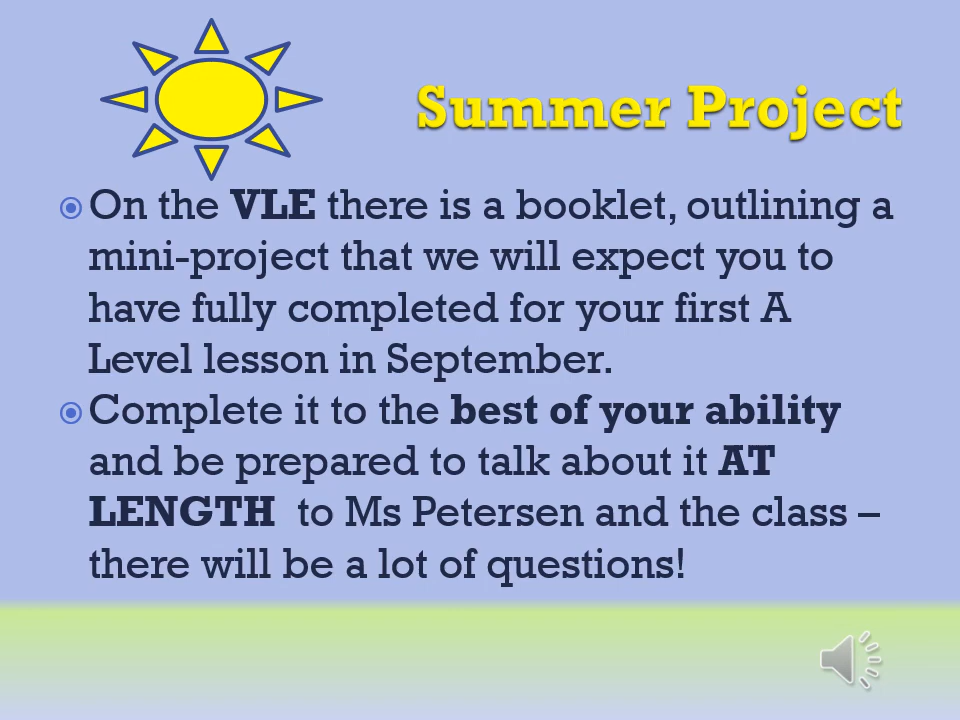 Summer Project
On the VLE there is a booklet, outlining a
mini-project that we will expect you to
have fully completed for your first A
Level lesson in September.
Complete it to the best of your ability
and be prepared to talk about it AT
LENGTH to Ms Petersen and the class –
there will be a lot of questions!